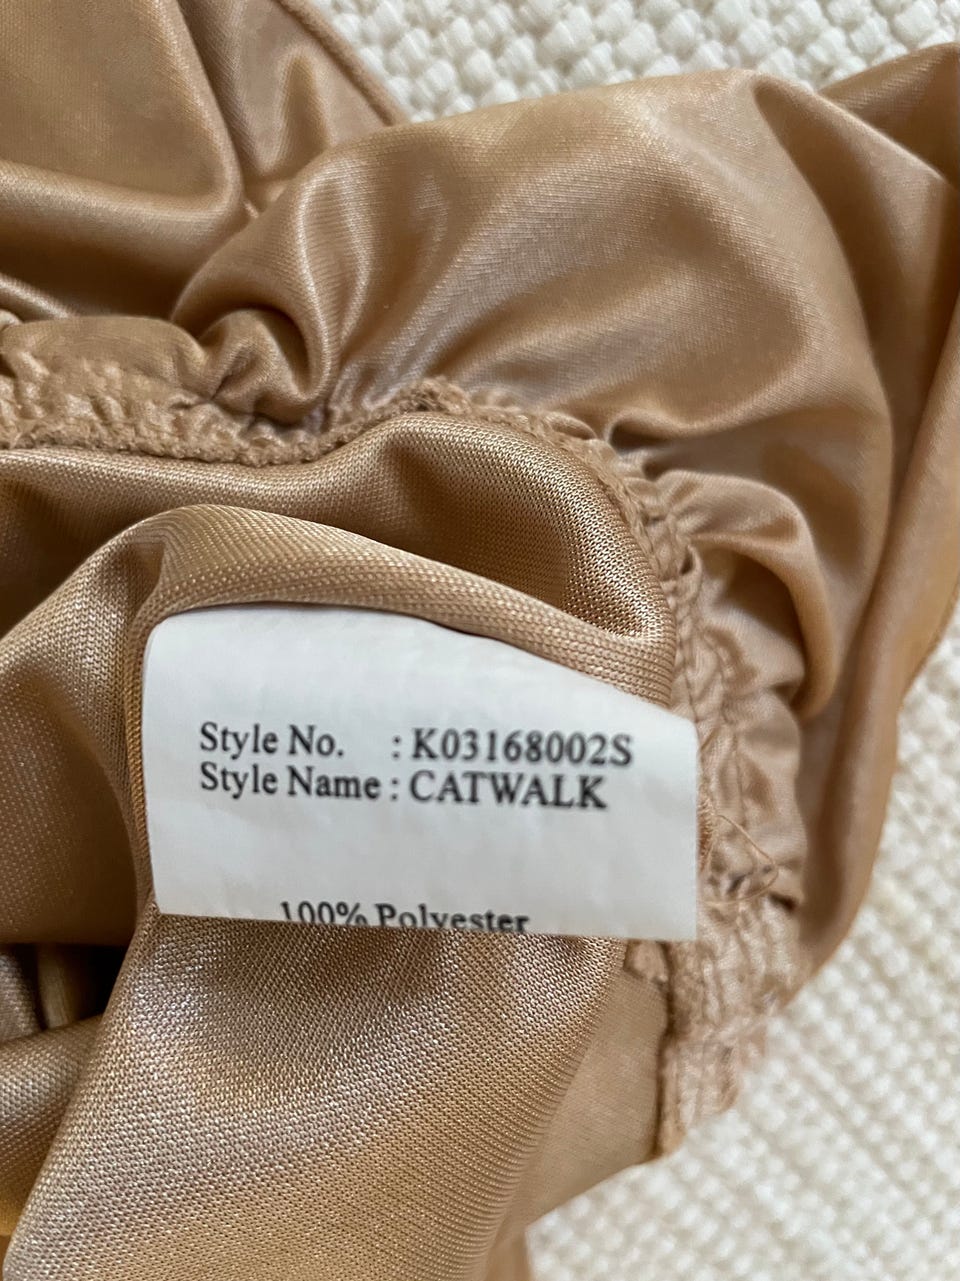 Style No. : K03168002S
Style Name : CATWALK
100% Polyester